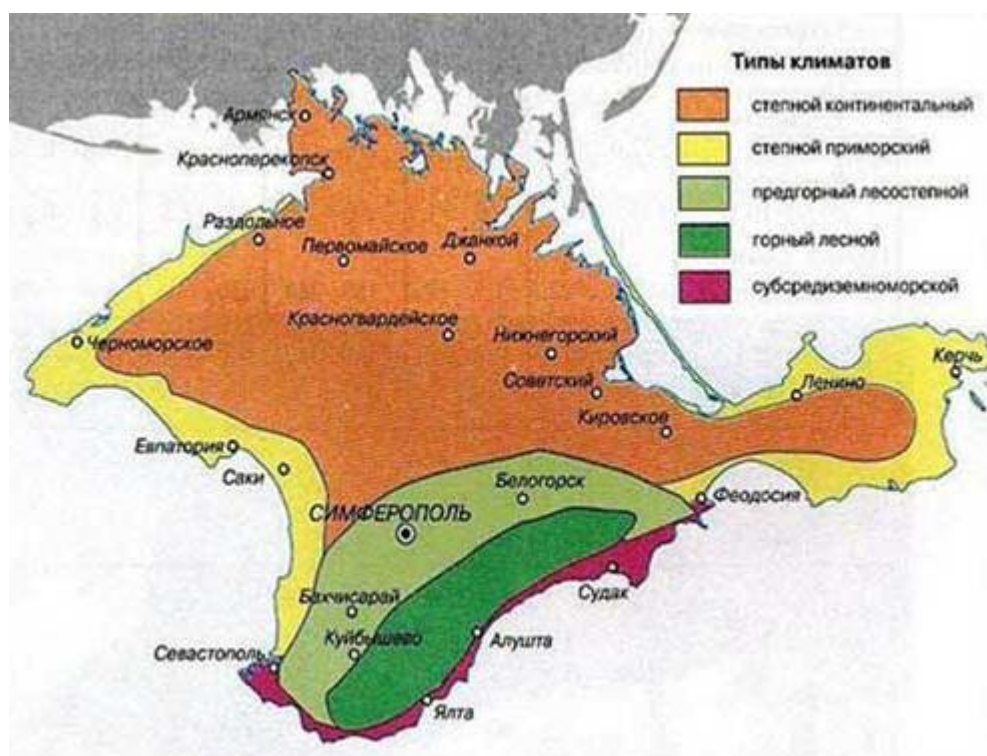 Типы климатов
степной континентальный
степной приморский
предгорный лесостепной
горный лесной
субсредиземноморской
Армянск
Красноперекопск
Раздольное
Первомайское
Джанкой
Красногвардейское
Нижнегорский
Черноморское
Советский
Ленино
Керчь
Кировское
Евпатория
Саки
Белогорск
Феодосия
СИМФЕРОПОЛЬ
Судак
Бахчисарай
Куйбышево
Алушта
Севастополь
Ялта